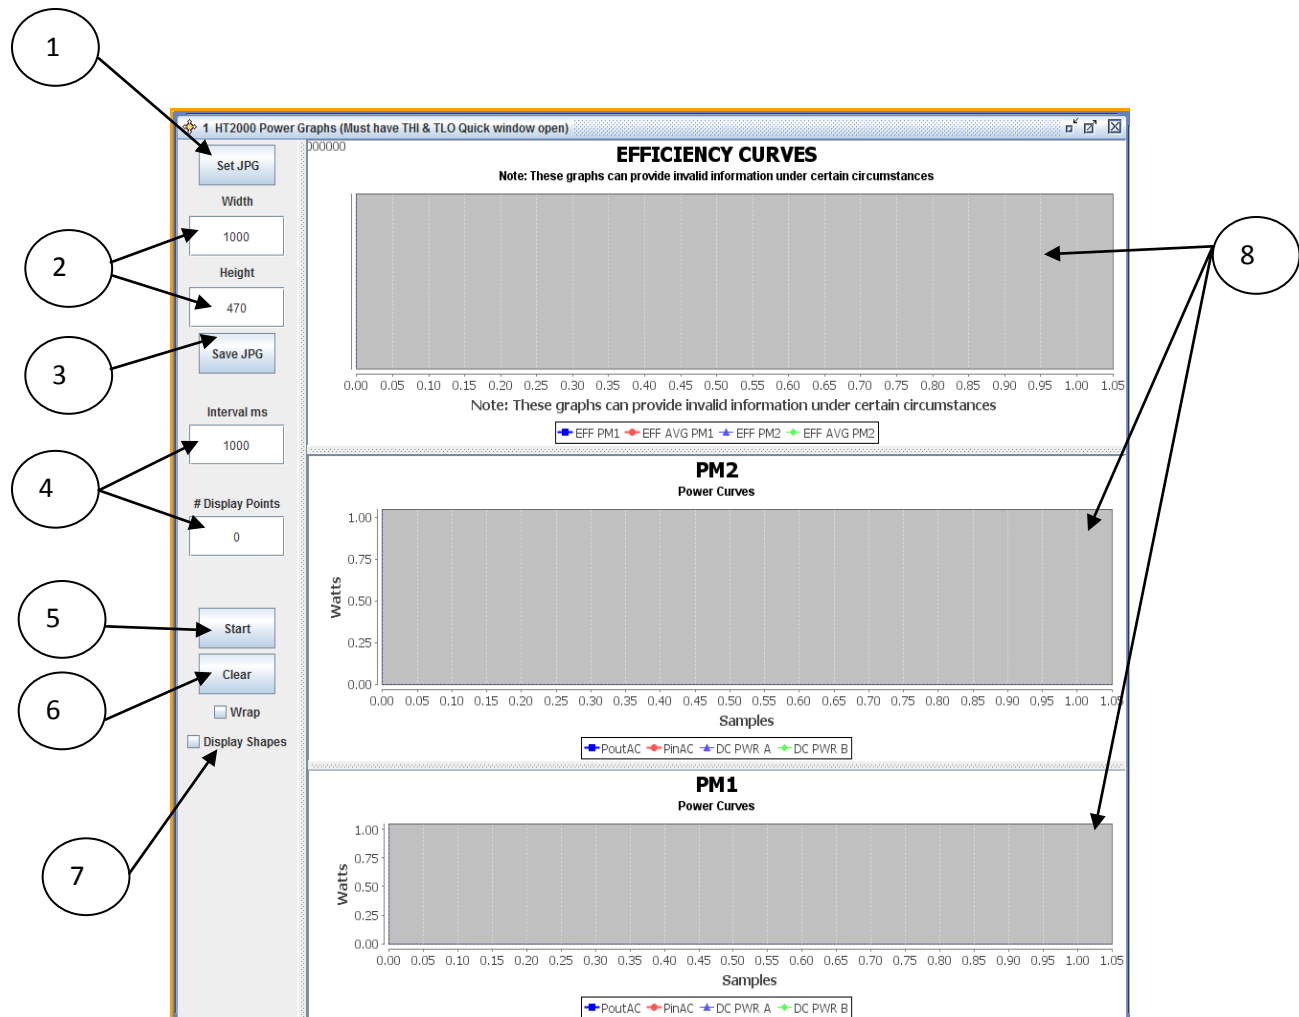 1
1 HT2000 Power Graphs (Must have THI & TLO Quick window open)
Set JPG
Width
1000
2
Height
470
3
Save JPG
Interval ms
1000
4
# Display Points
0
5
Start
6
Clear
Wrap
Display Shapes
7
000000
EFFICIENCY CURVES
Note: These graphs can provide invalid information under certain circumstances
8
0.00 0.05 0.10 0.15 0.20 0.25 0.30 0.35 0.40 0.45 0.50 0.55 0.60 0.65 0.70 0.75 0.80 0.85 0.90 0.95 1.00 1.05
Note: These graphs can provide invalid information under certain circumstances
EFF PM1 EFF AVG PM1 EFF PM2 EFF AVG PM2
PM2
Power Curves
Watts
1.00
0.75
0.50
0.25
0.00
0.00 0.05 0.10 0.15 0.20 0.25 0.30 0.35 0.40 0.45 0.50 0.55 0.60 0.65 0.70 0.75 0.80 0.85 0.90 0.95 1.00 1.05
Samples
PoutAC PinAC DC PWR A DC PWR B
PM1
Power Curves
Watts
1.00
0.75
0.50
0.25
0.00
0.00 0.05 0.10 0.15 0.20 0.25 0.30 0.35 0.40 0.45 0.50 0.55 0.60 0.65 0.70 0.75 0.80 0.85 0.90 0.95 1.00 1.05
Samples
PoutAC PinAC DC PWR A DC PWR B